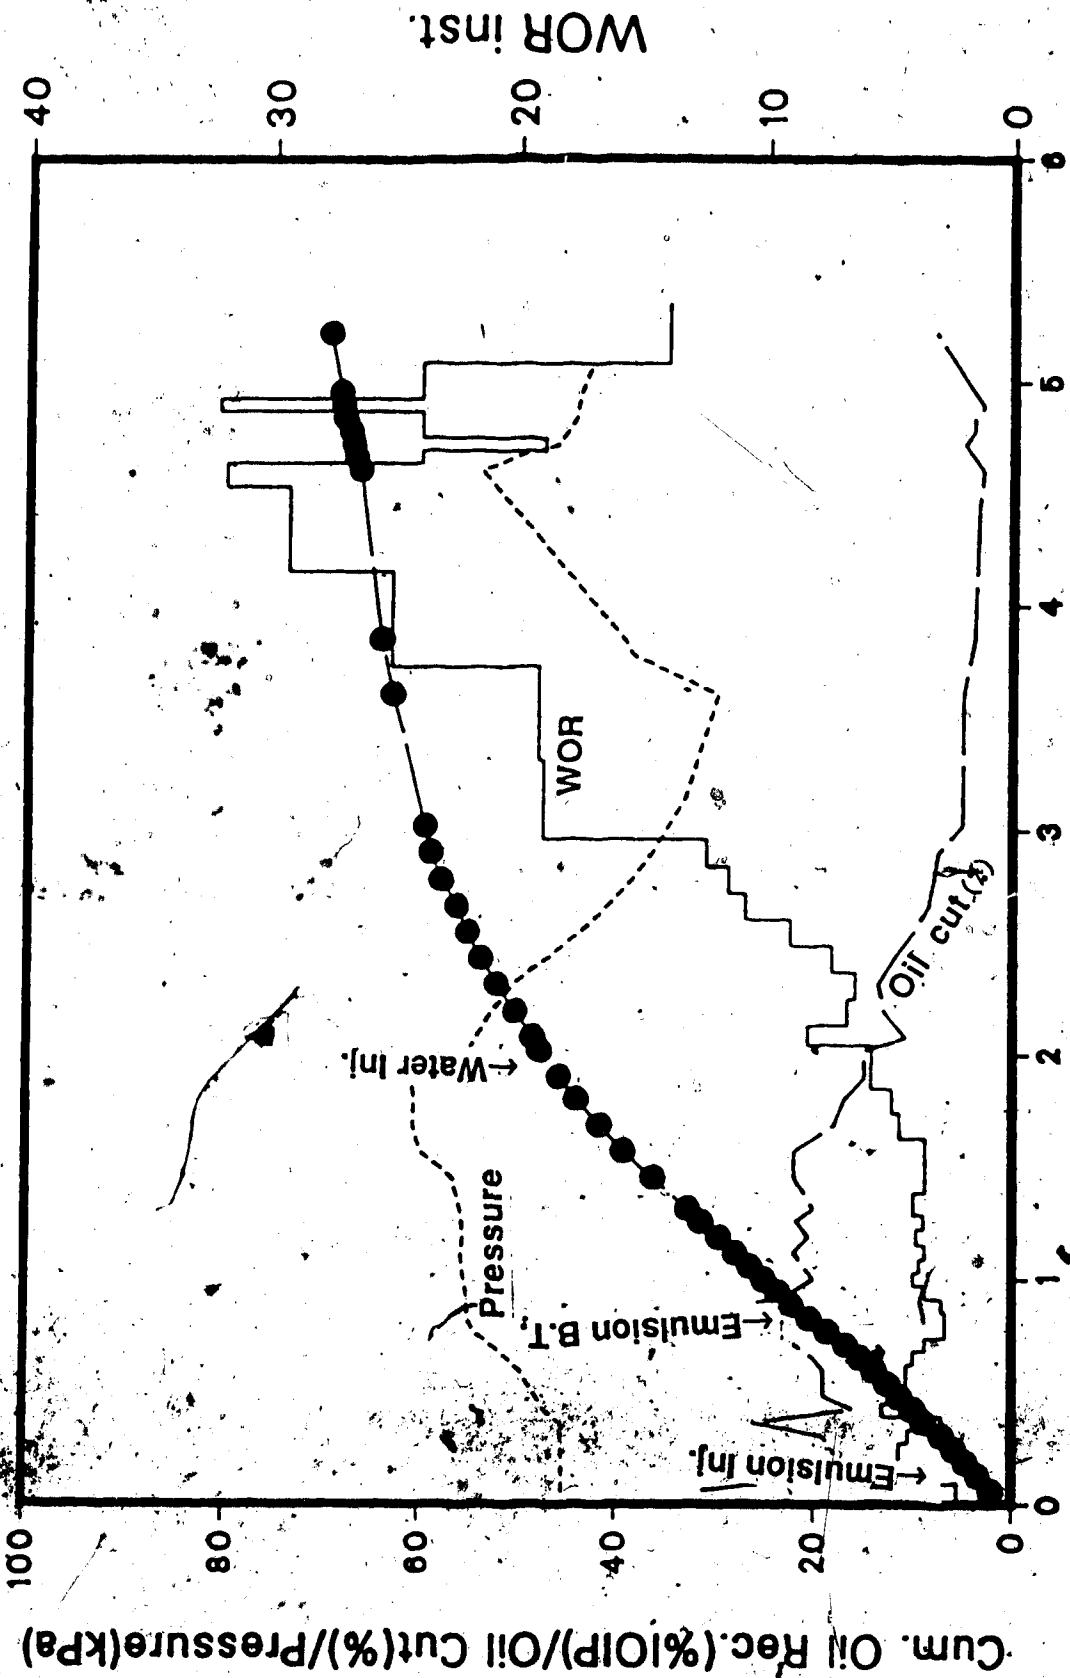 WOR inst.
40
30
20
10
0
100
80
60
40
20
0
0
1
2
3
4
5
6
WOR
Pressure
←Water Inj.
←Emulsion B.T.
←Emulsion Inj.
Oil cut (%)
Cum. Oil Rec.(%IOIP)/Oil Cut(%)/Pressure(kPa)